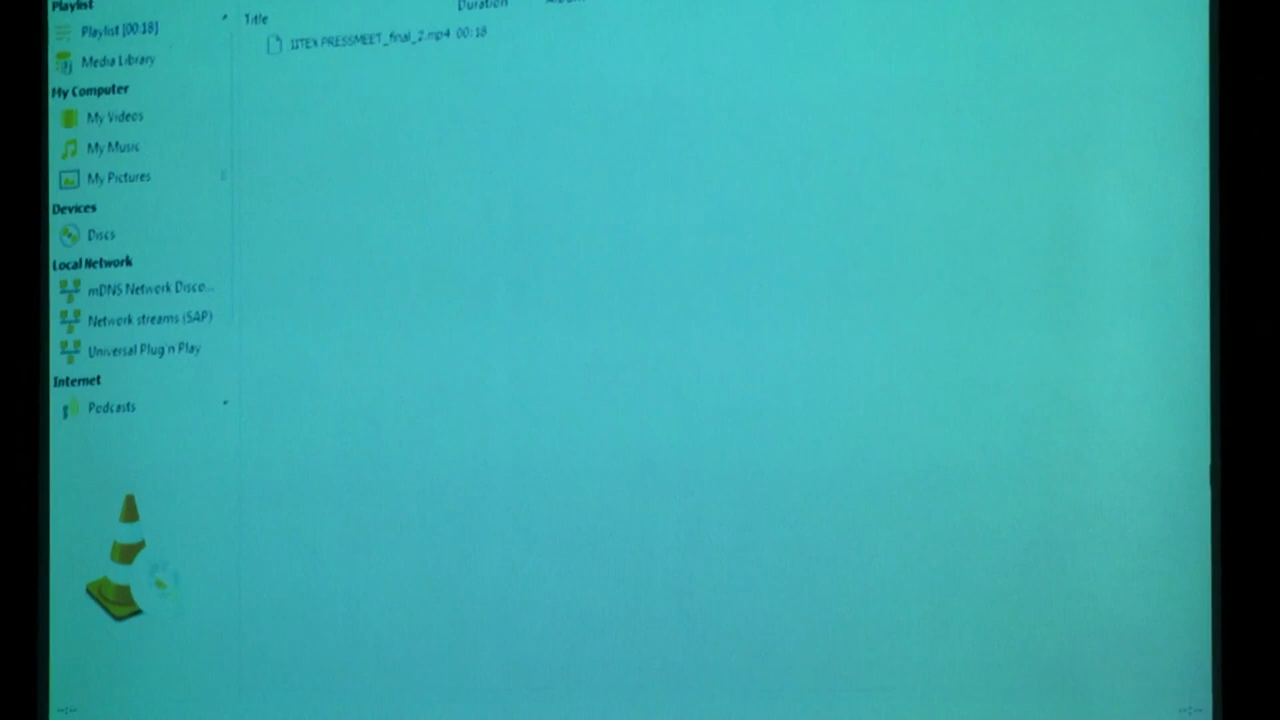 Playlist
Playlist [00:18]
Media Library
My Computer
My Videos
My Music
My Pictures
Devices
Discs
Local Network
mDNS Network Disco...
Network streams (SAP)
Universal Plug'n'Play
Internet
Podcasts
Title Duration
IITEX PRESSMEET_final_2.mp4 00:18
--:-- --:--